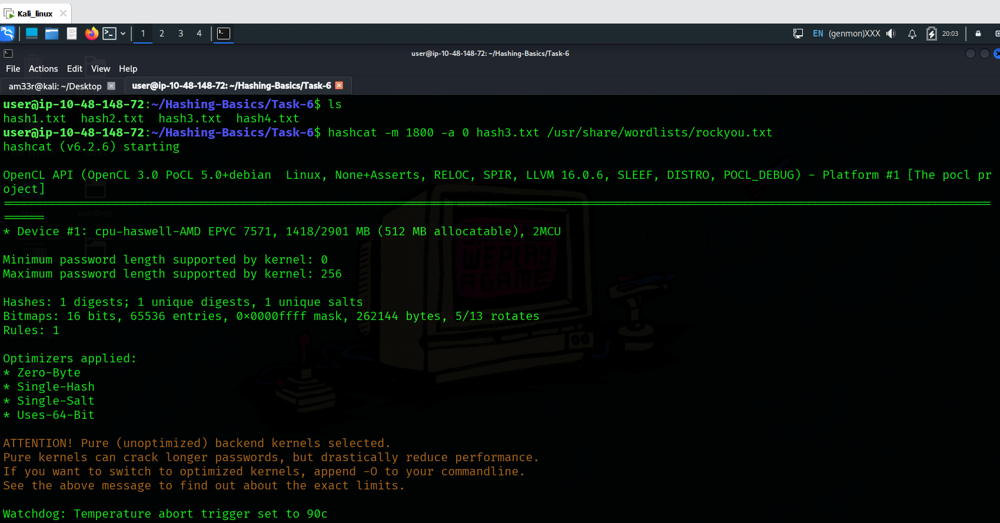 Kali_linux
1 2 3 4
EN (genmon)XXX 20:03
user@ip-10-48-148-72: ~/Hashing-Basics/Task-6
File Actions Edit View Help
am33r@kali: ~/Desktop
user@ip-10-48-148-72: ~/Hashing-Basics/Task-6
user@ip-10-48-148-72:~/Hashing-Basics/Task-6$ ls
hash1.txt hash2.txt hash3.txt hash4.txt
user@ip-10-48-148-72:~/Hashing-Basics/Task-6$ hashcat -m 1800 -a 0 hash3.txt /usr/share/wordlists/rockyou.txt
hashcat (v6.2.6) starting
OpenCL API (OpenCL 3.0 PoCL 5.0+debian  Linux, None+Asserts, RELOC, SPIR, LLVM 16.0.6, SLEEF, DISTRO, POCL_DEBUG) - Platform #1 [The pocl pr
oject]
Home wordlists
* Device #1: cpu-haswell-AMD EPYC 7571, 1418/2901 MB (512 MB allocatable), 2MCU
WEPLAY
AGAME
Minimum password length supported by kernel: 0
Maximum password length supported by kernel: 256
Hashes: 1 digests; 1 unique digests, 1 unique salts
Bitmaps: 16 bits, 65536 entries, 0x0000ffff mask, 262144 bytes, 5/13 rotates
Rules: 1
Optimizers applied:
* Zero-Byte
* Single-Hash
* Single-Salt
* Uses-64-Bit
ATTENTION! Pure (unoptimized) backend kernels selected.
Pure kernels can crack longer passwords, but drastically reduce performance.
If you want to switch to optimized kernels, append -O to your commandline.
See the above message to find out about the exact limits.
Watchdog: Temperature abort trigger set to 90c